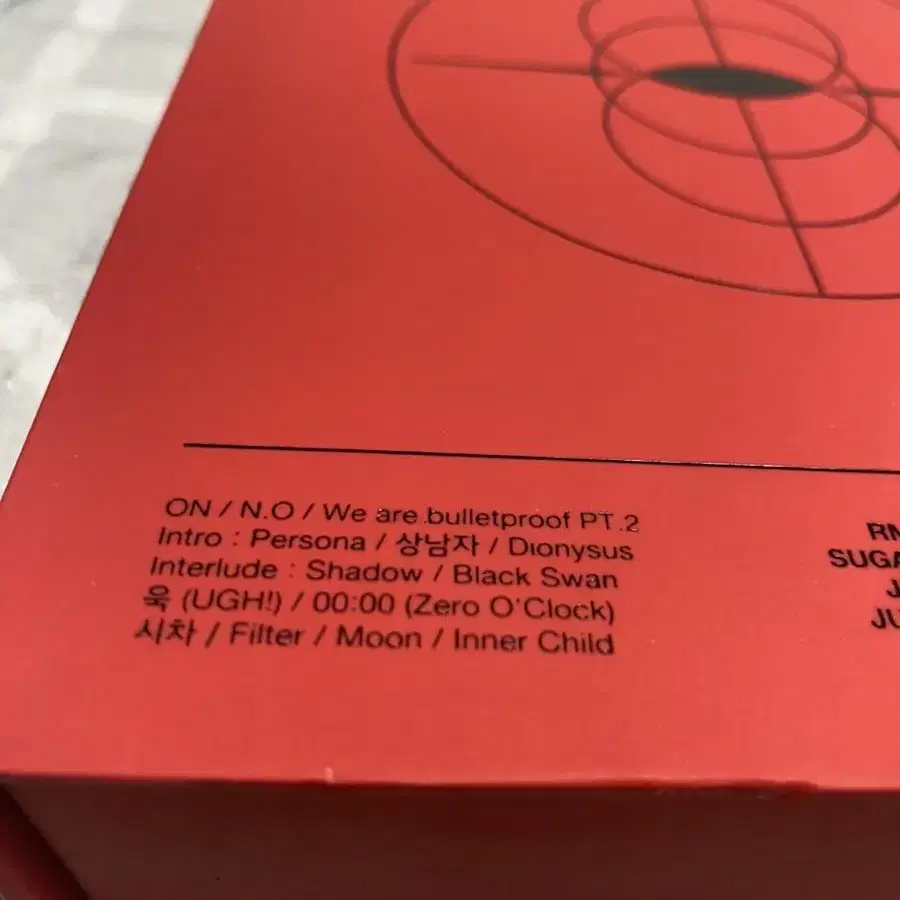 ON / N.O / We are bulletproof PT.2
Intro : Persona / 상남자 / Dionysus
Interlude : Shadow / Black Swan
욱 (UGH!) / 00:00 (Zero O'Clock)
시차 / Filter / Moon / Inner Child
RM
SUGA
J
JU